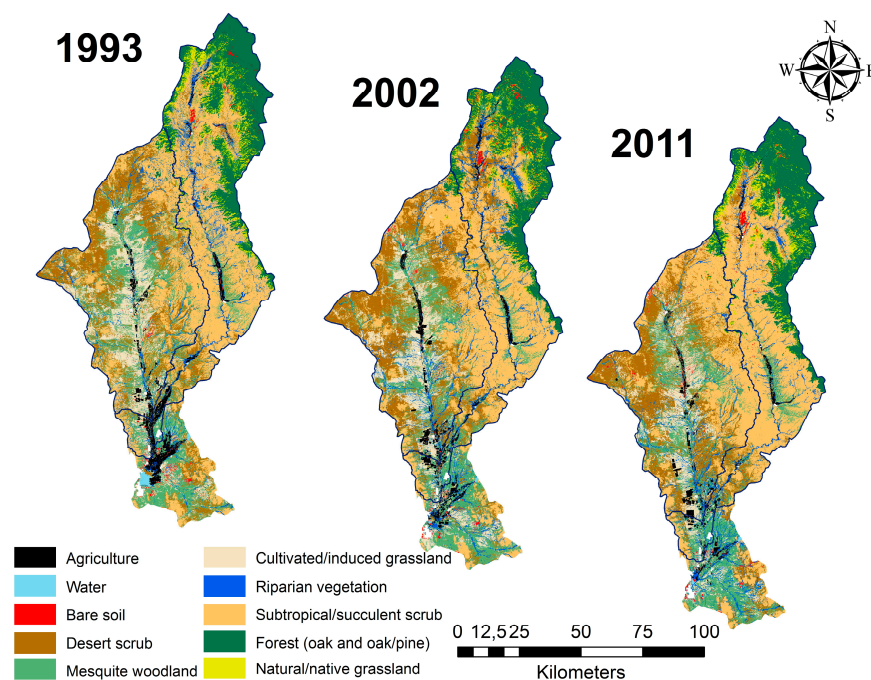 1993
2002
2011
N
W
E
S
Agriculture
Water
Bare soil
Desert scrub
Mesquite woodland
Cultivated/induced grassland
Riparian vegetation
Subtropical/succulent scrub
Forest (oak and oak/pine)
Natural/native grassland
0 12,5 25 50 75 100
Kilometers